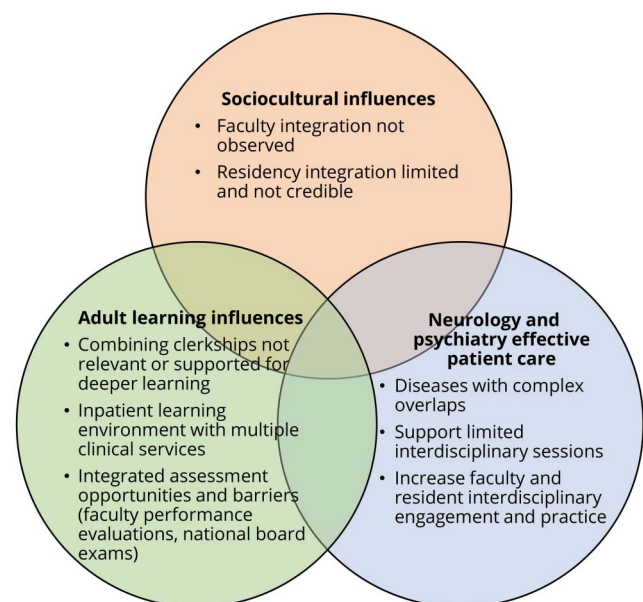 Sociocultural influences
• Faculty integration not
observed
• Residency integration limited
and not credible
Adult learning influences
• Combining clerkships not
relevant or supported for
deeper learning
• Inpatient learning
environment with multiple
clinical services
• Integrated assessment
opportunities and barriers
(faculty performance
evaluations, national board
exams)
Neurology and
psychiatry effective
patient care
• Diseases with complex
overlaps
• Support limited
interdisciplinary sessions
• Increase faculty and
resident interdisciplinary
engagement and practice